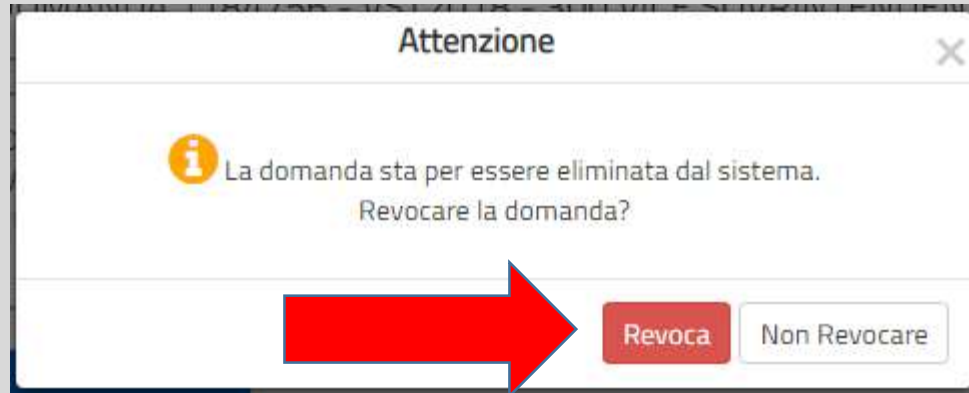 Attenzione
La domanda sta per essere eliminata dal sistema.
Revocare la domanda?
Revoca
Non Revocare